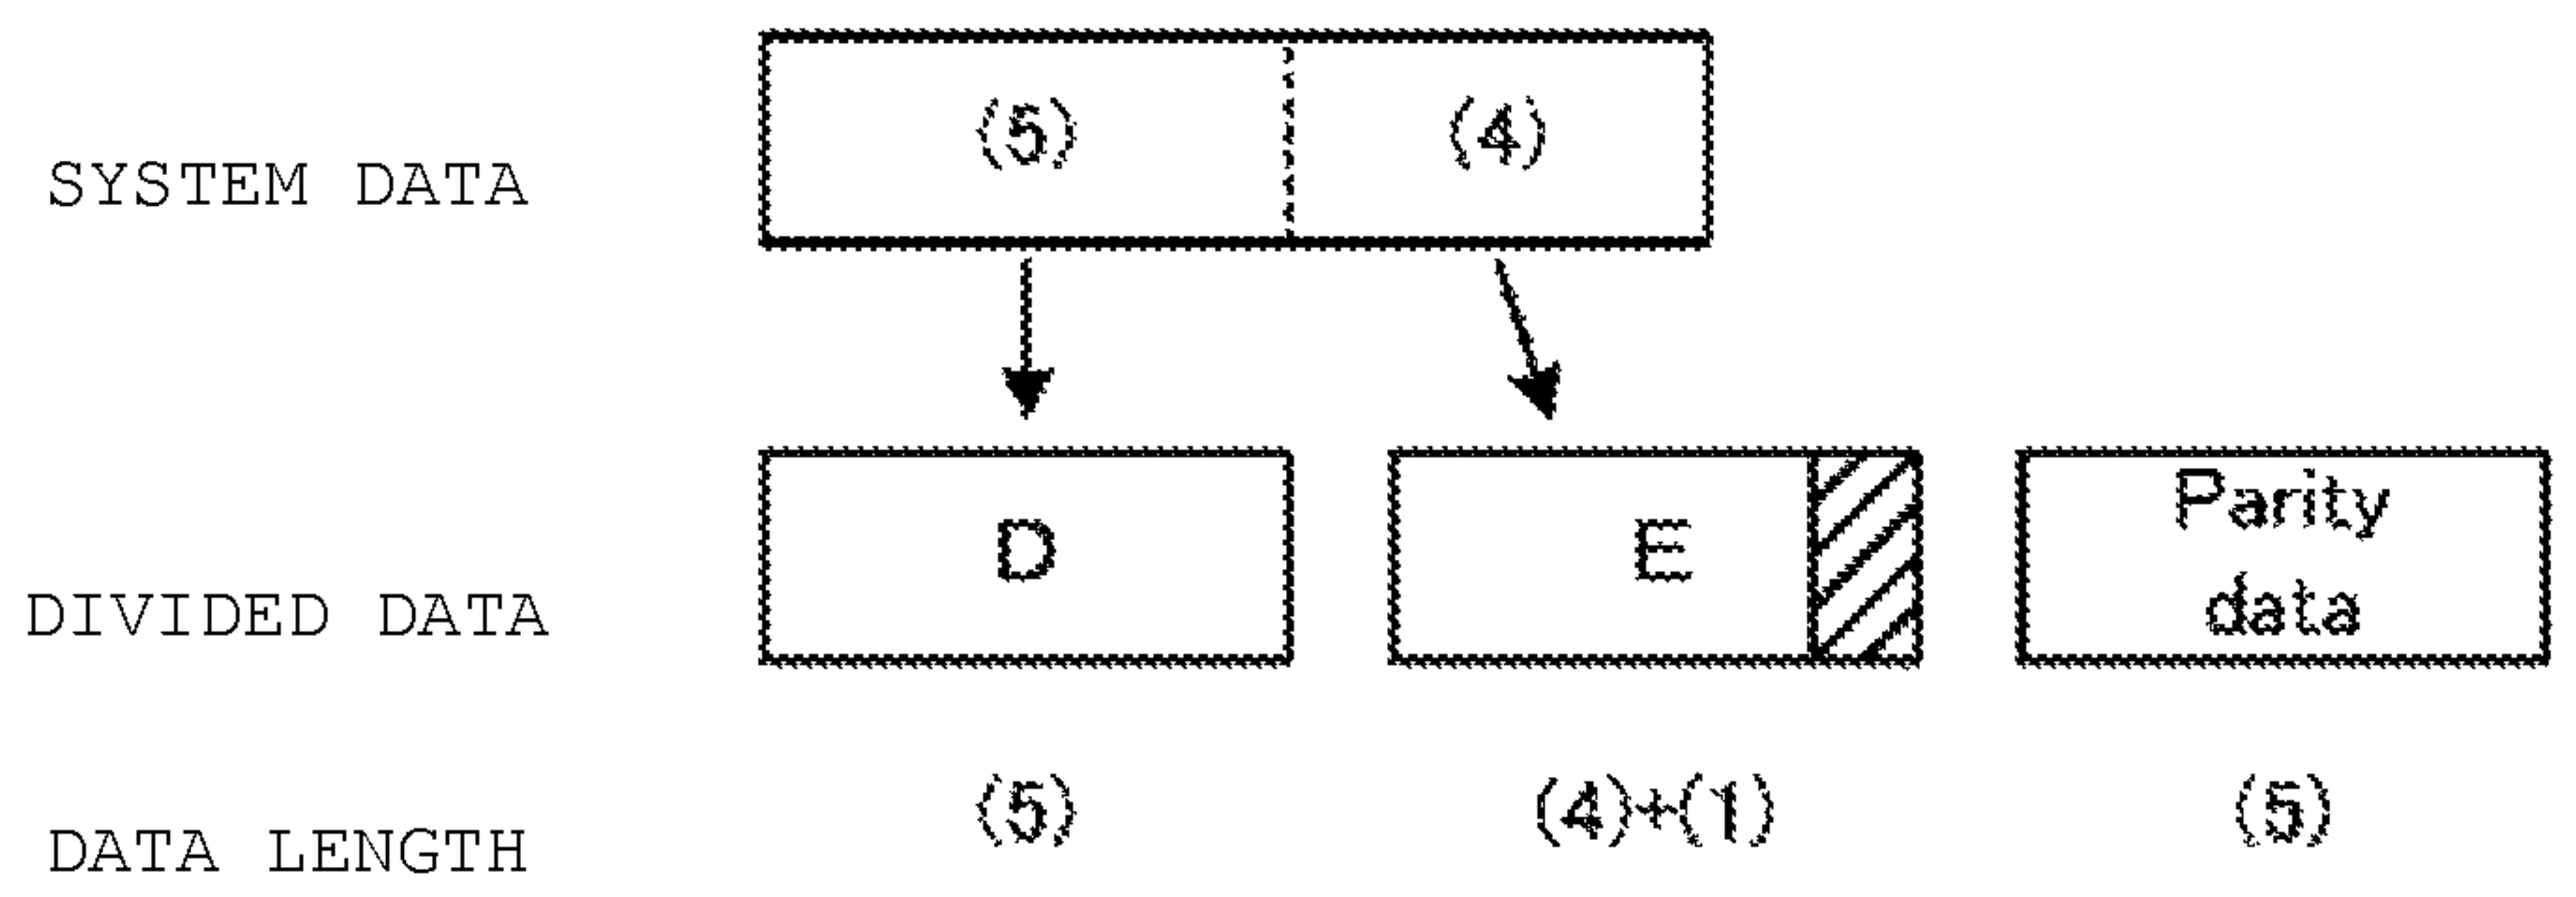 (5) (4)
SYSTEM DATA
D E Parity
data
DIVIDED DATA
(5) (4)+(1) (5)
DATA LENGTH